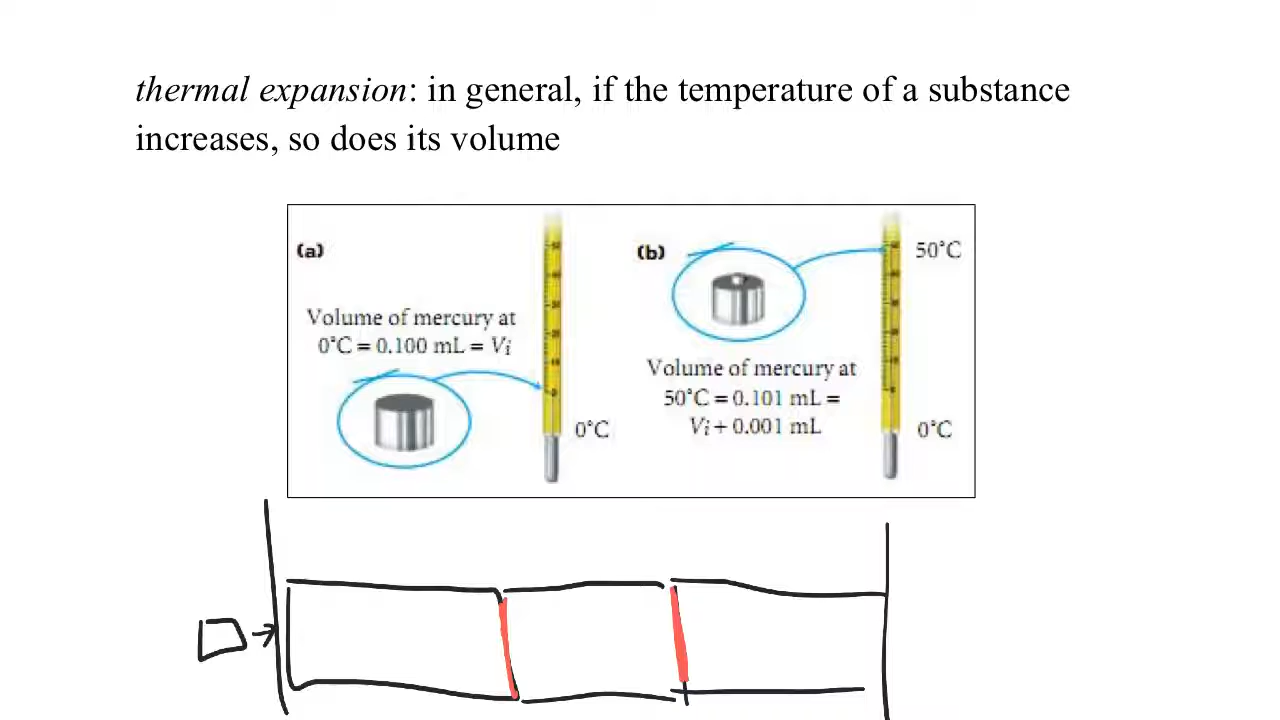 thermal expansion: in general, if the temperature of a substance
increases, so does its volume
(a)
Volume of mercury at
0°C = 0.100 mL = Vi
0°C
(b)
50°C
Volume of mercury at
50°C = 0.101 mL =
Vi + 0.001 mL
0°C